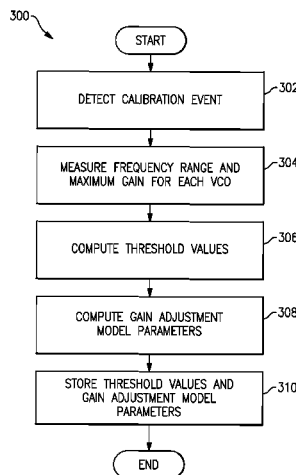 300
START
DETECT CALIBRATION EVENT
302
MEASURE FREQUENCY RANGE AND
MAXIMUM GAIN FOR EACH VCO
304
COMPUTE THRESHOLD VALUES
306
COMPUTE GAIN ADJUSTMENT
MODEL PARAMETERS
308
STORE THRESHOLD VALUES AND
GAIN ADJUSTMENT MODEL
PARAMETERS
310
END